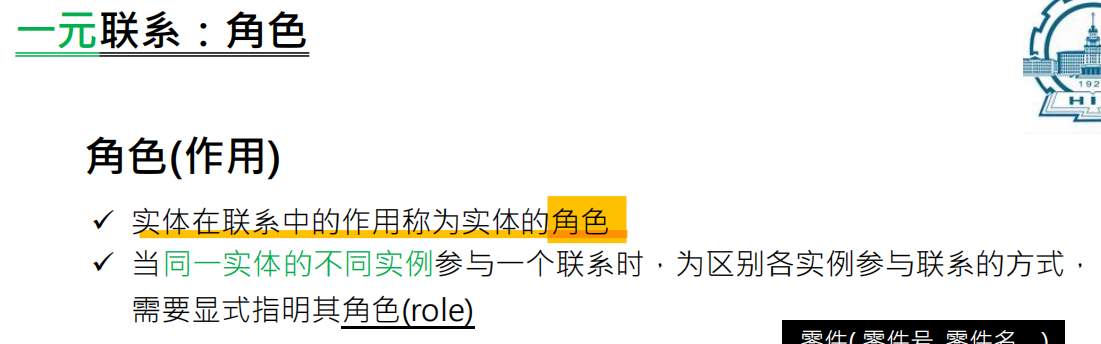 一元联系：角色
192
HI
角色(作用)
✓ 实体在联系中的作用称为实体的角色
✓ 当同一实体的不同实例参与一个联系时，为区别各实例参与联系的方式，
需要显式指明其角色(role)
零件(零件号, 零件名…)